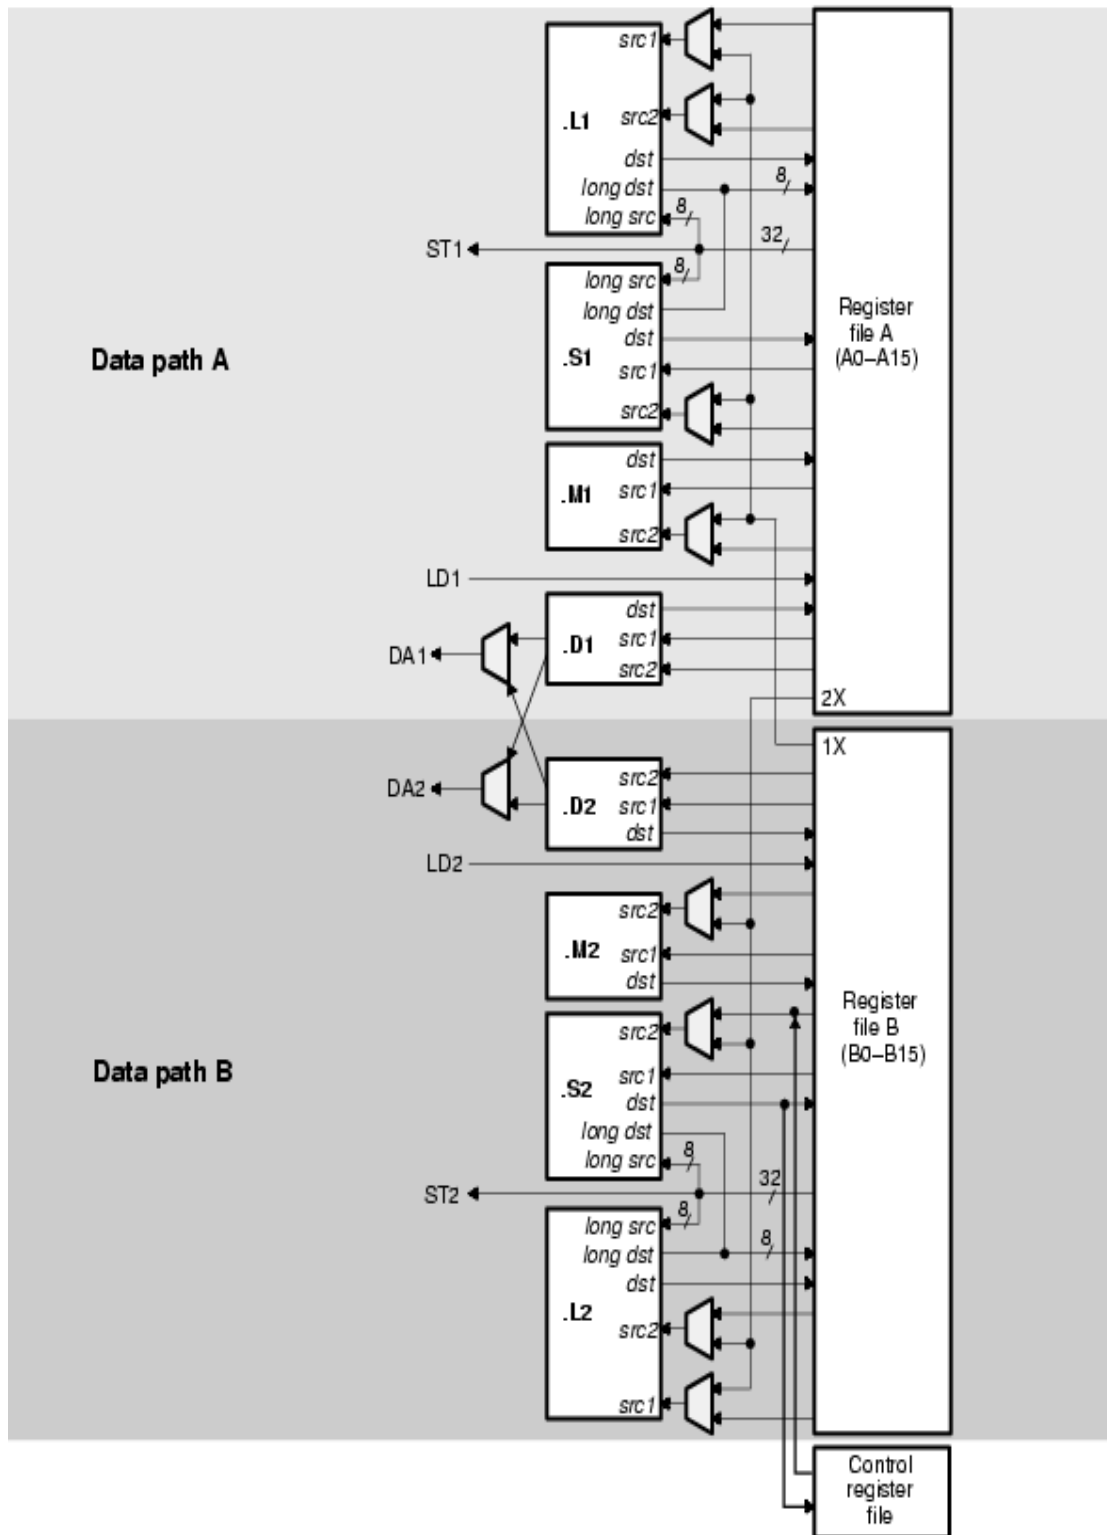 src1
.L1
src2
dst
long dst
8
long src
8
32
ST1
8
long src
long dst
Register
file A
(A0–A15)
Data path A
dst
.S1
src1
src2
dst
.M1
src1
src2
LD1
dst
.D1
src1
DA1
src2
2X
1X
DA2
src2
.D2
src1
dst
LD2
src2
.M2
src1
dst
Register
file B
(B0–B15)
src2
Data path B
src1
.S2
dst
long dst
8
long src
32
ST2
8
long src
8
long dst
dst
.L2
src2
src1
Control
register
file